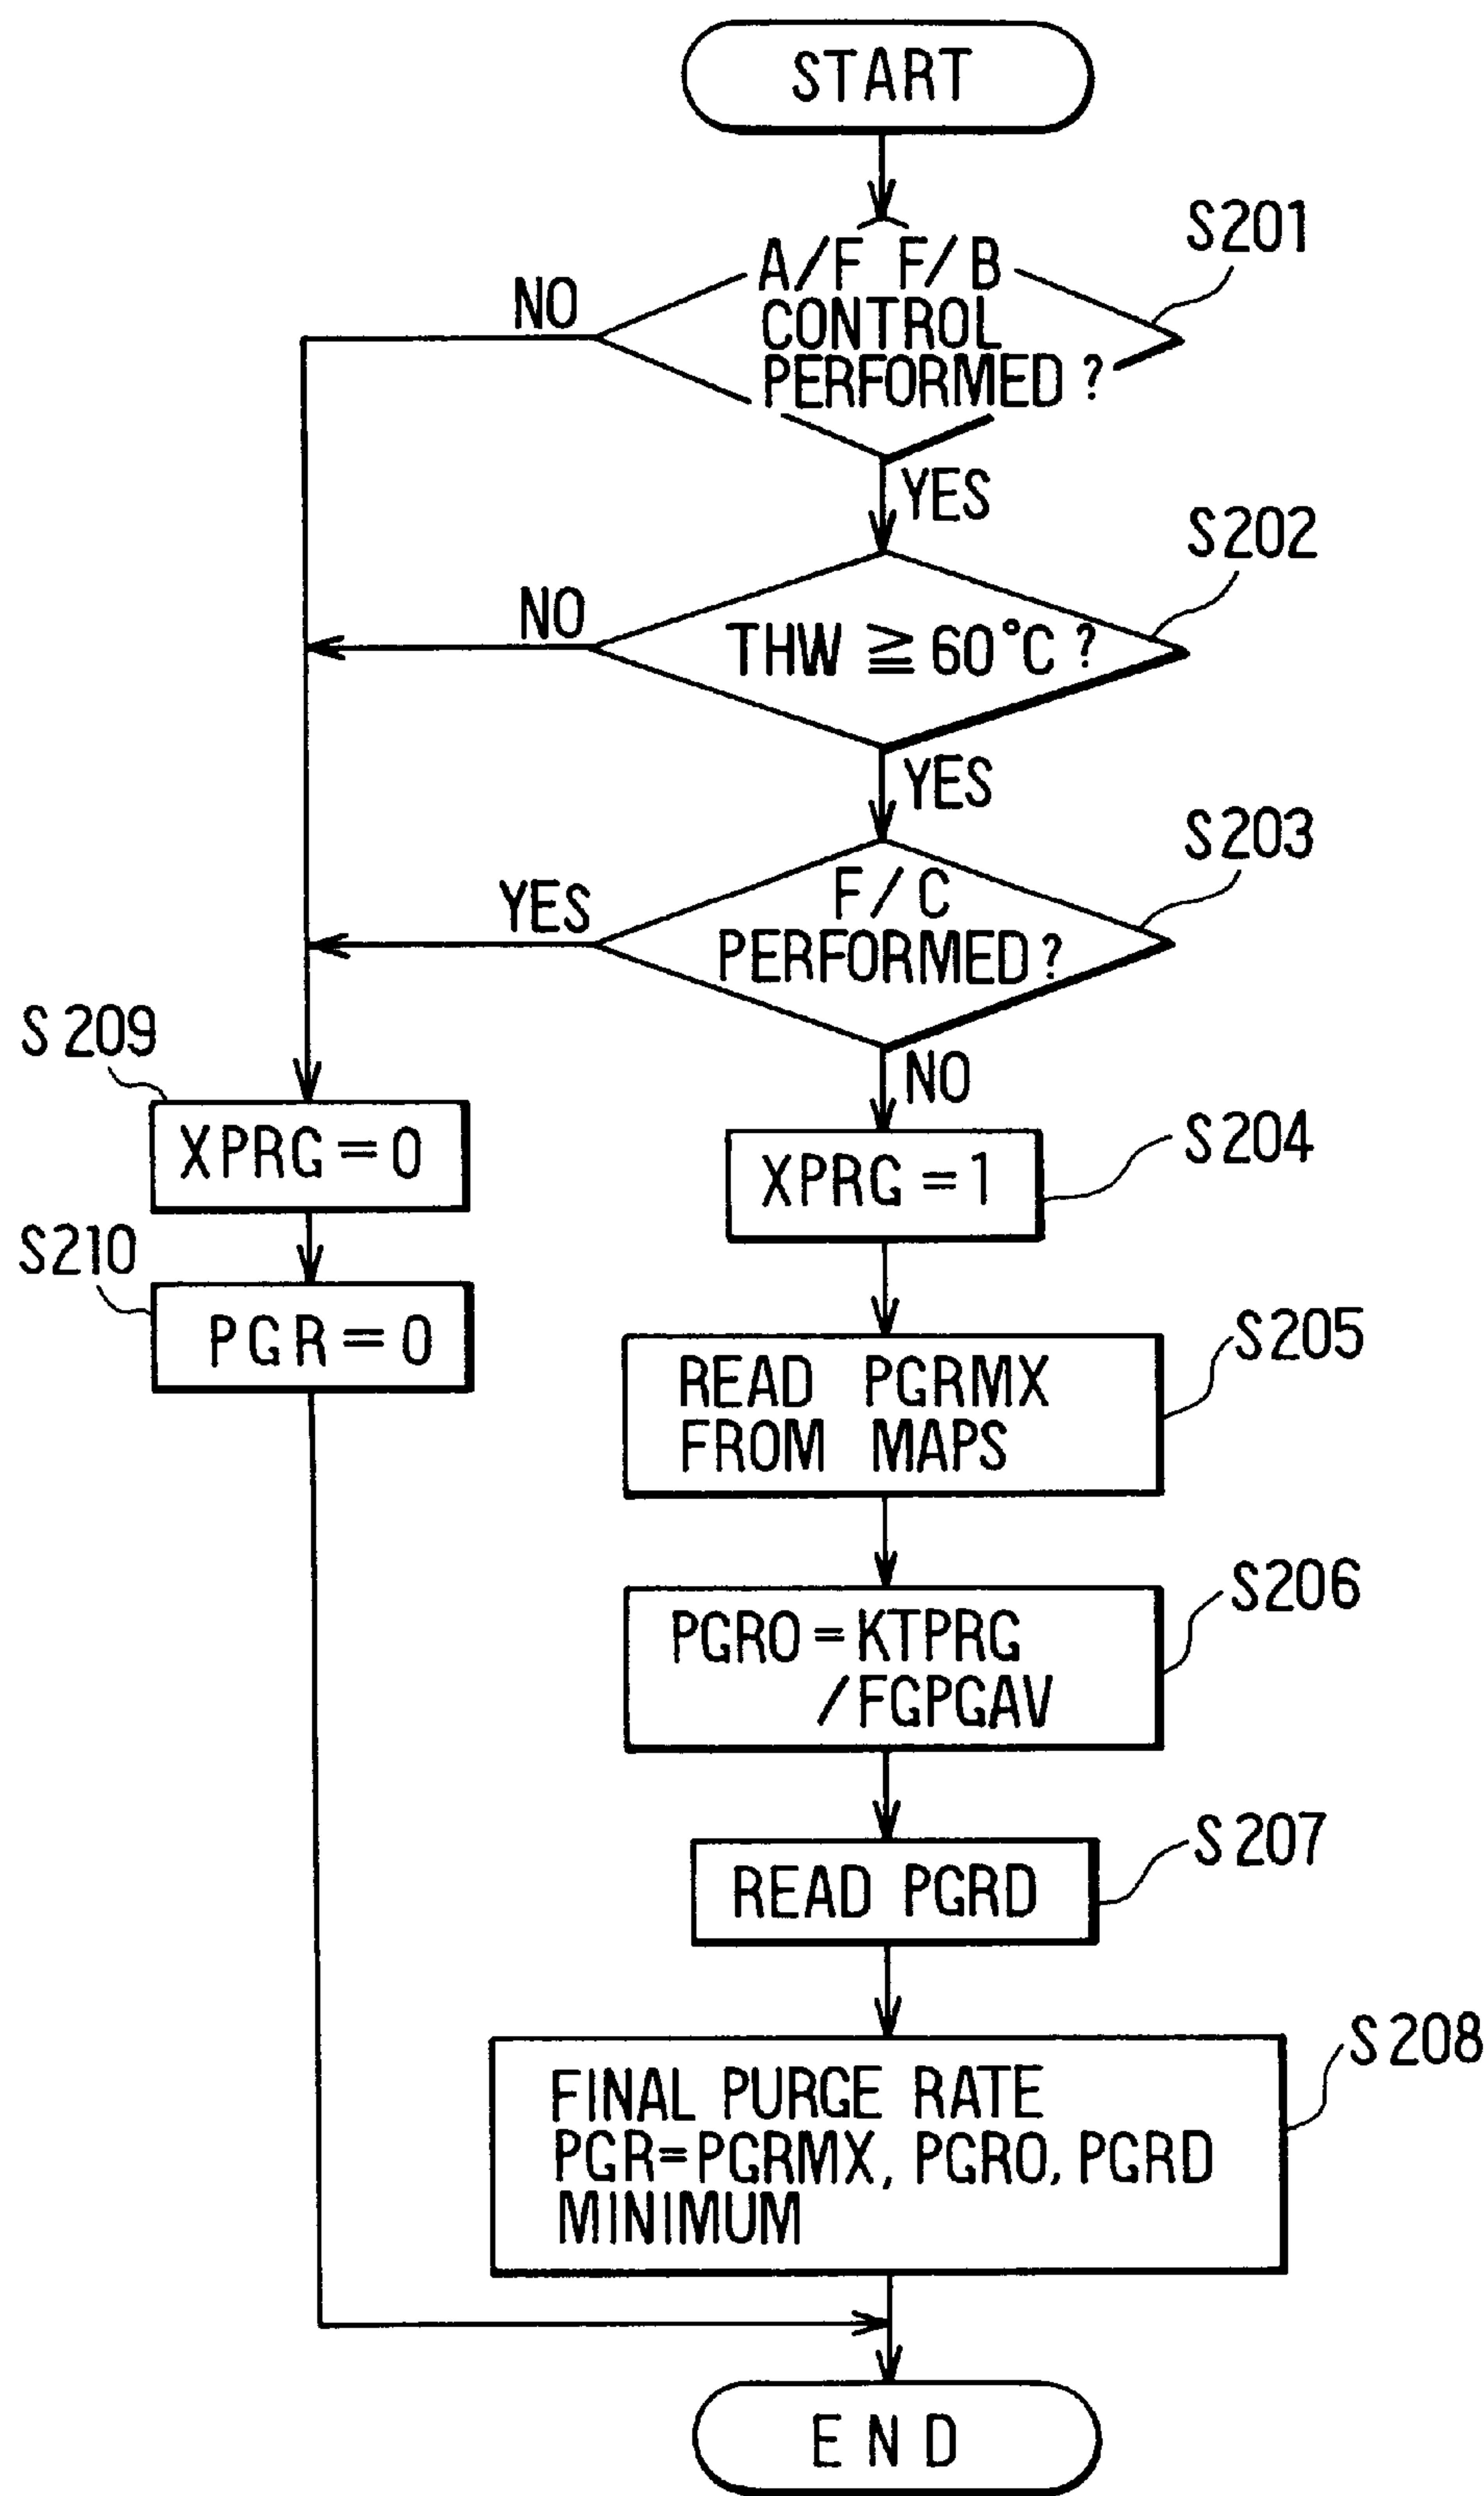 START
S201
A/F F/B
CONTROL
PERFORMED?
NO
YES
S202
THW ≧ 60°C?
NO
YES
S203
F/C
PERFORMED?
YES
NO
S209
XPRG=0
S204
XPRG=1
S210
PGR=0
S205
READ PGRMX
FROM MAPS
S206
PGRO=KTPRG
/FGPGAV
S207
READ PGRD
S208
FINAL PURGE RATE
PGR=PGRMX, PGRO, PGRD
MINIMUM
END